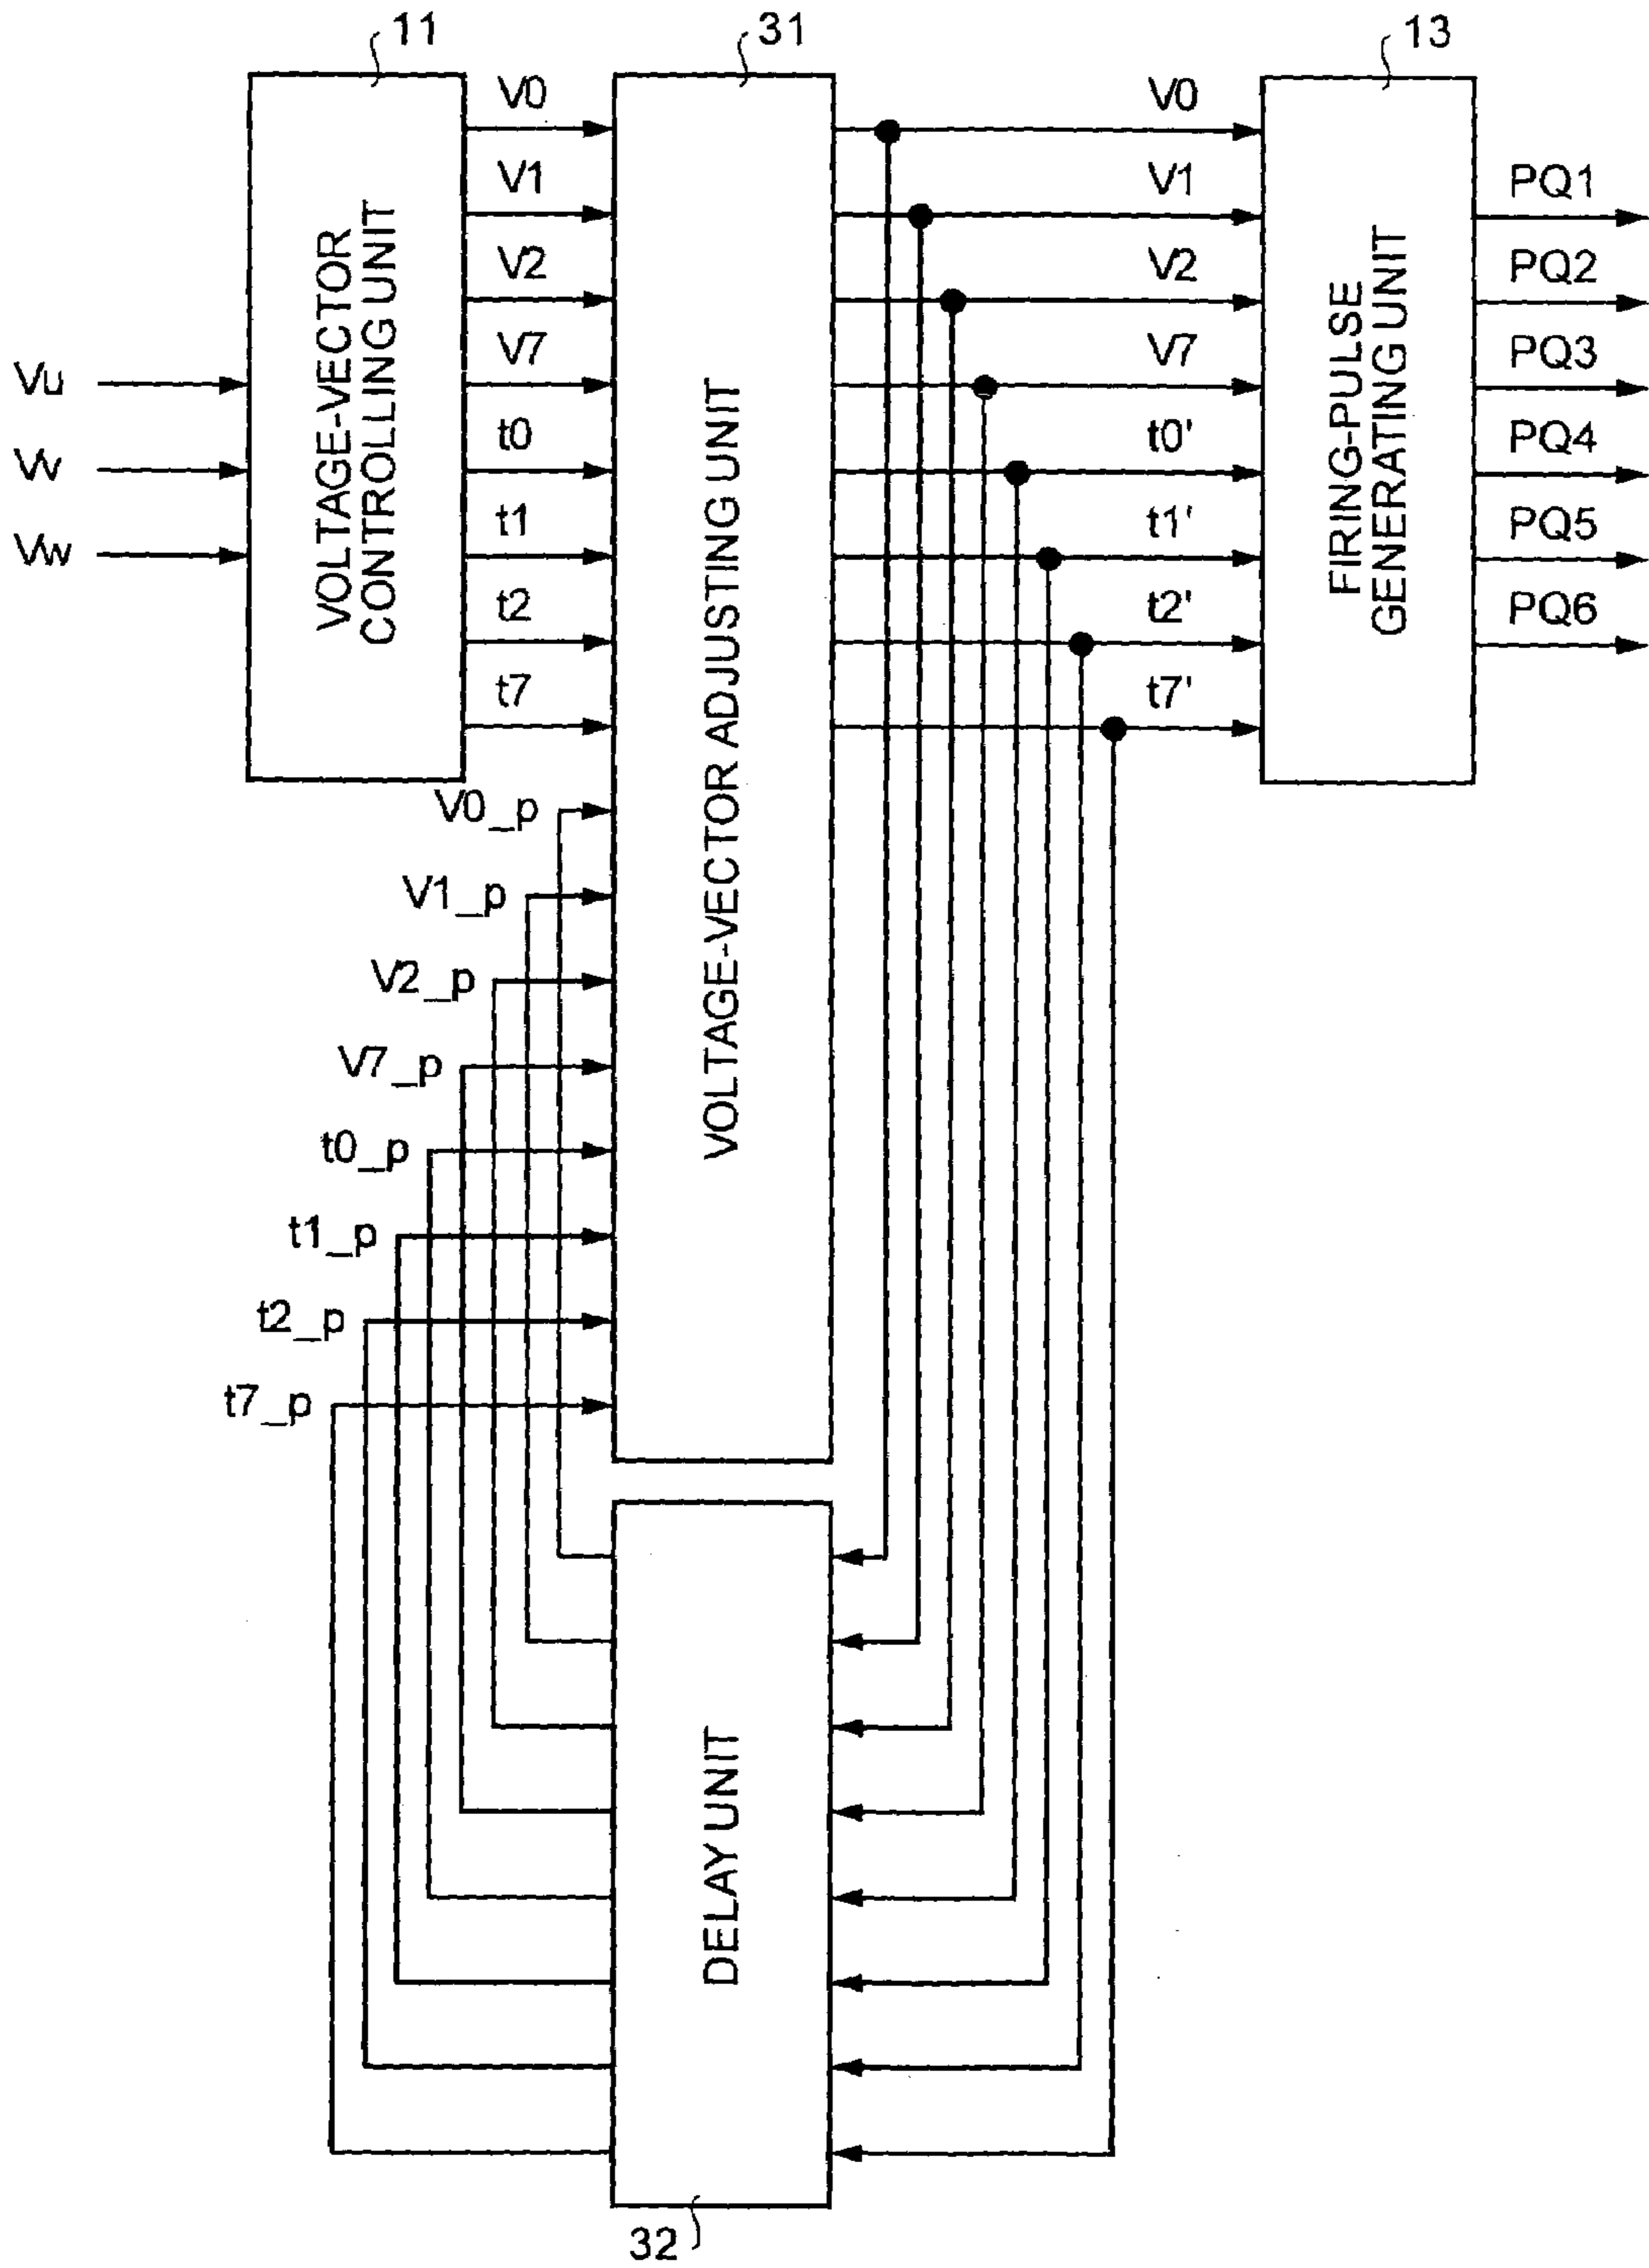 11
31
13
V0
V1
V2
V7
t0
t1
t2
t7
Vu
Vv
Vw
VOLTAGE-VECTOR
CONTROLLING UNIT
VOLTAGE-VECTOR ADJUSTING UNIT
V0
V1
V2
V7
t0'
t1'
t2'
t7'
FIRING-PULSE
GENERATING UNIT
PQ1
PQ2
PQ3
PQ4
PQ5
PQ6
V0_p
V1_p
V2_p
V7_p
t0_p
t1_p
t2_p
t7_p
DELAY UNIT
32